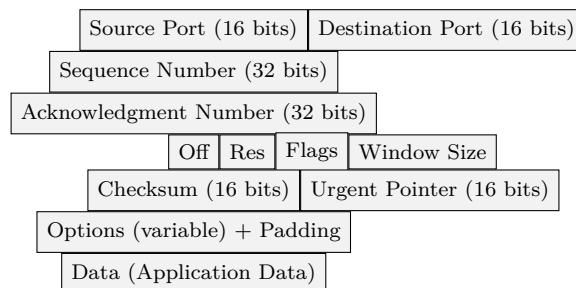 Source Port (16 bits) Destination Port (16 bits)
Sequence Number (32 bits)
Acknowledgment Number (32 bits)
Off Res Flags Window Size
Checksum (16 bits) Urgent Pointer (16 bits)
Options (variable) + Padding
Data (Application Data)